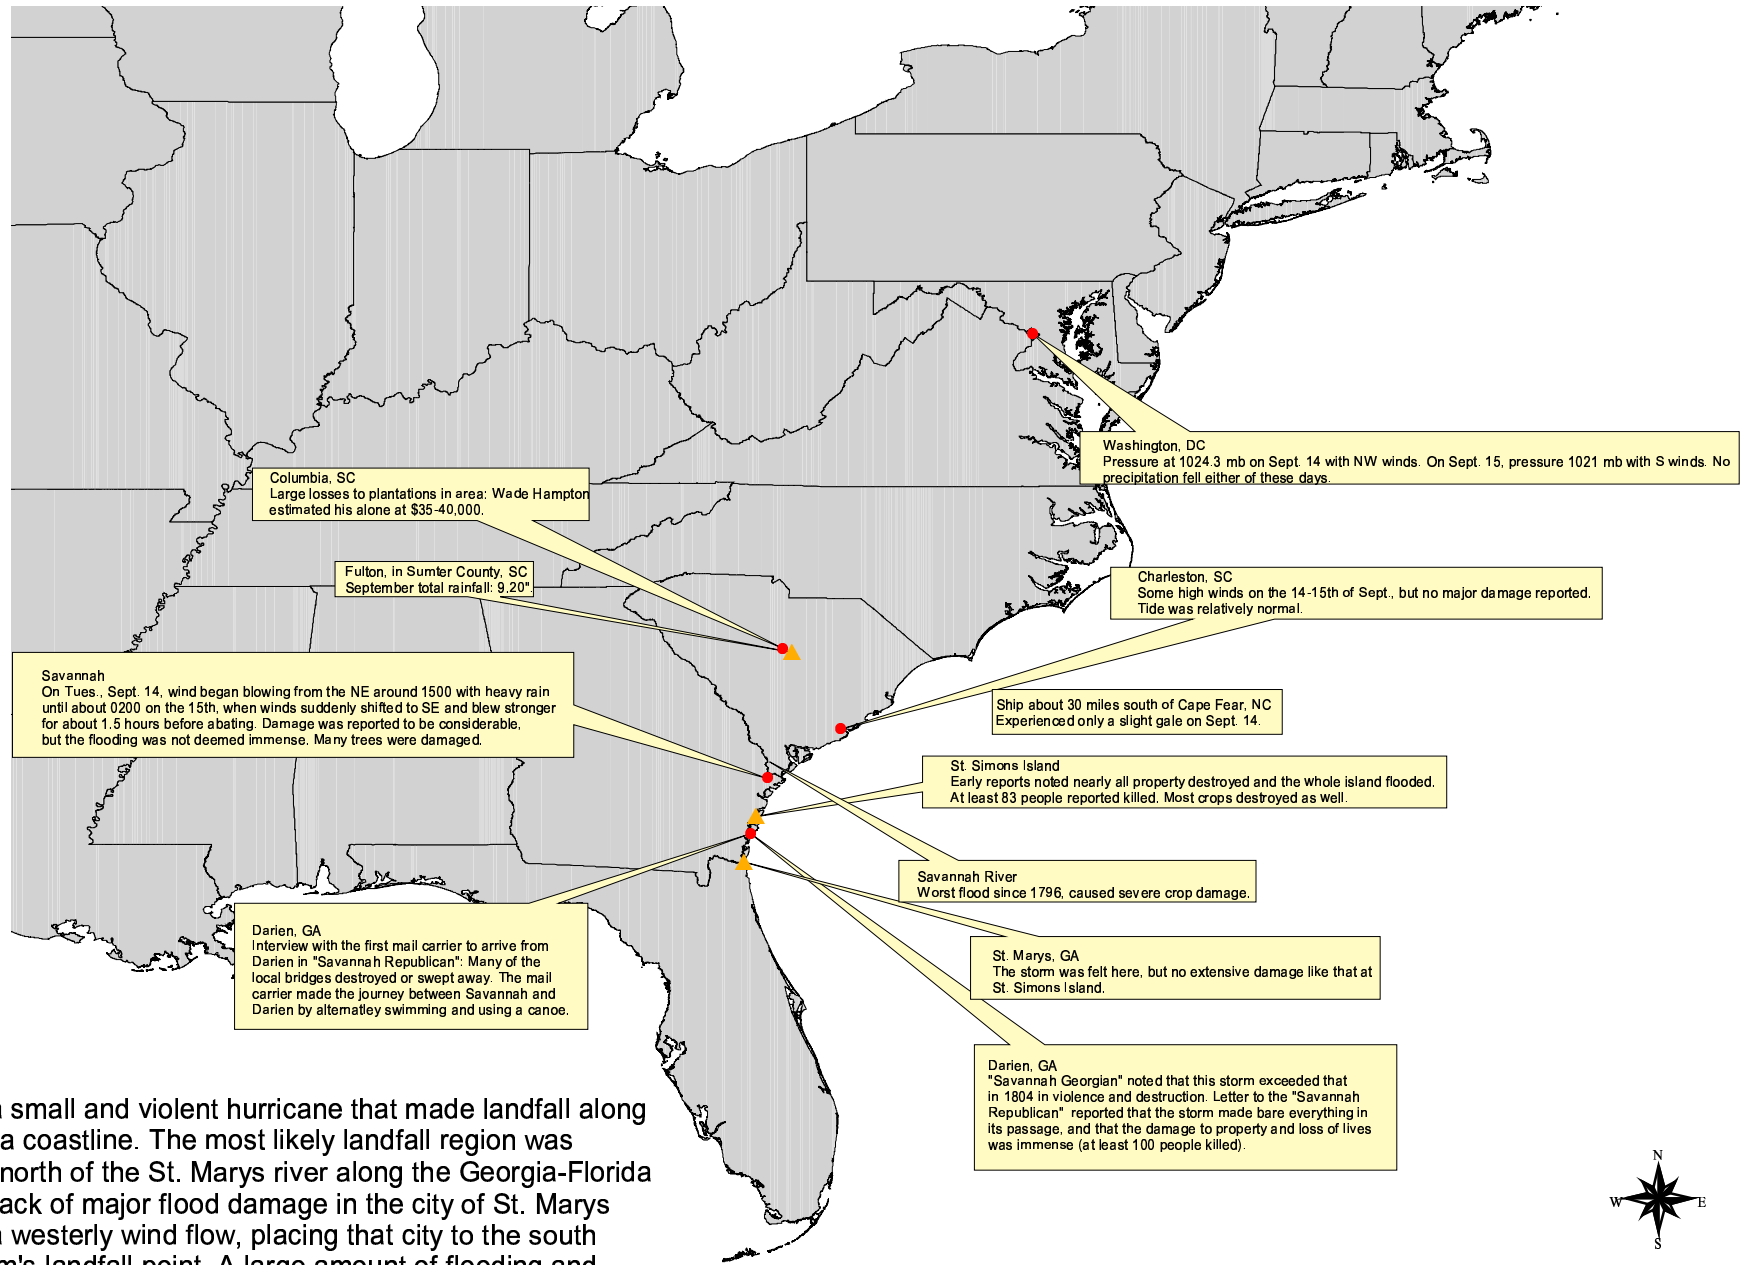 Washington, DC
Pressure at 1024.3 mb on Sept. 14 with NW winds. On Sept. 15, pressure 1021 mb with S winds. No
precipitation fell either of these days.
Columbia, SC
Large losses to plantations in area: Wade Hampton
estimated his alone at $35-40,000.
Fulton, in Sumter County, SC
September total rainfall: 9.20".
Charleston, SC
Some high winds on the 14-15th of Sept., but no major damage reported.
Tide was relatively normal.
Savannah
On Tues., Sept. 14, wind began blowing from the NE around 1500 with heavy rain
until about 0200 on the 15th, when winds suddenly shifted to SE and blew stronger
for about 1.5 hours before abating. Damage was reported to be considerable,
but the flooding was not deemed immense. Many trees were damaged.
Ship about 30 miles south of Cape Fear, NC
Experienced only a slight gale on Sept. 14.
St. Simons Island
Early reports noted nearly all property destroyed and the whole island flooded.
At least 83 people reported killed. Most crops destroyed as well.
Savannah River
Worst flood since 1796, caused severe crop damage.
Darien, GA
Interview with the first mail carrier to arrive from
Darien in "Savannah Republican": Many of the
local bridges destroyed or swept away. The mail
carrier made the journey between Savannah and
Darien by alternatley swimming and using a canoe.
St. Marys, GA
The storm was felt here, but no extensive damage like that at
St. Simons Island.
Darien, GA
"Savannah Georgian" noted that this storm exceeded that
in 1804 in violence and destruction. Letter to the "Savannah
Republican" reported that the storm made bare everything in
its passage, and that the damage to property and loss of lives
was immense (at least 100 people killed).
a small and violent hurricane that made landfall along
a coastline. The most likely landfall region was
north of the St. Marys river along the Georgia-Florida
ack of major flood damage in the city of St. Marys
a westerly wind flow, placing that city to the south
m's landfall point. A large amount of flooding and
N
W E
S